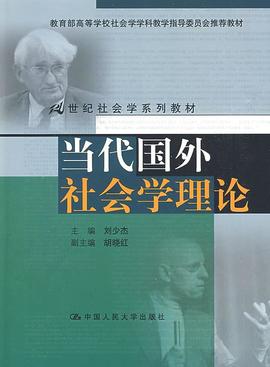 教育部高等学校社会学学科教学指导委员会推荐教材
21世纪社会学系列教材
当代国外
社会学理论
主 编 刘少杰
副主编 胡晓红
中国人民大学出版社